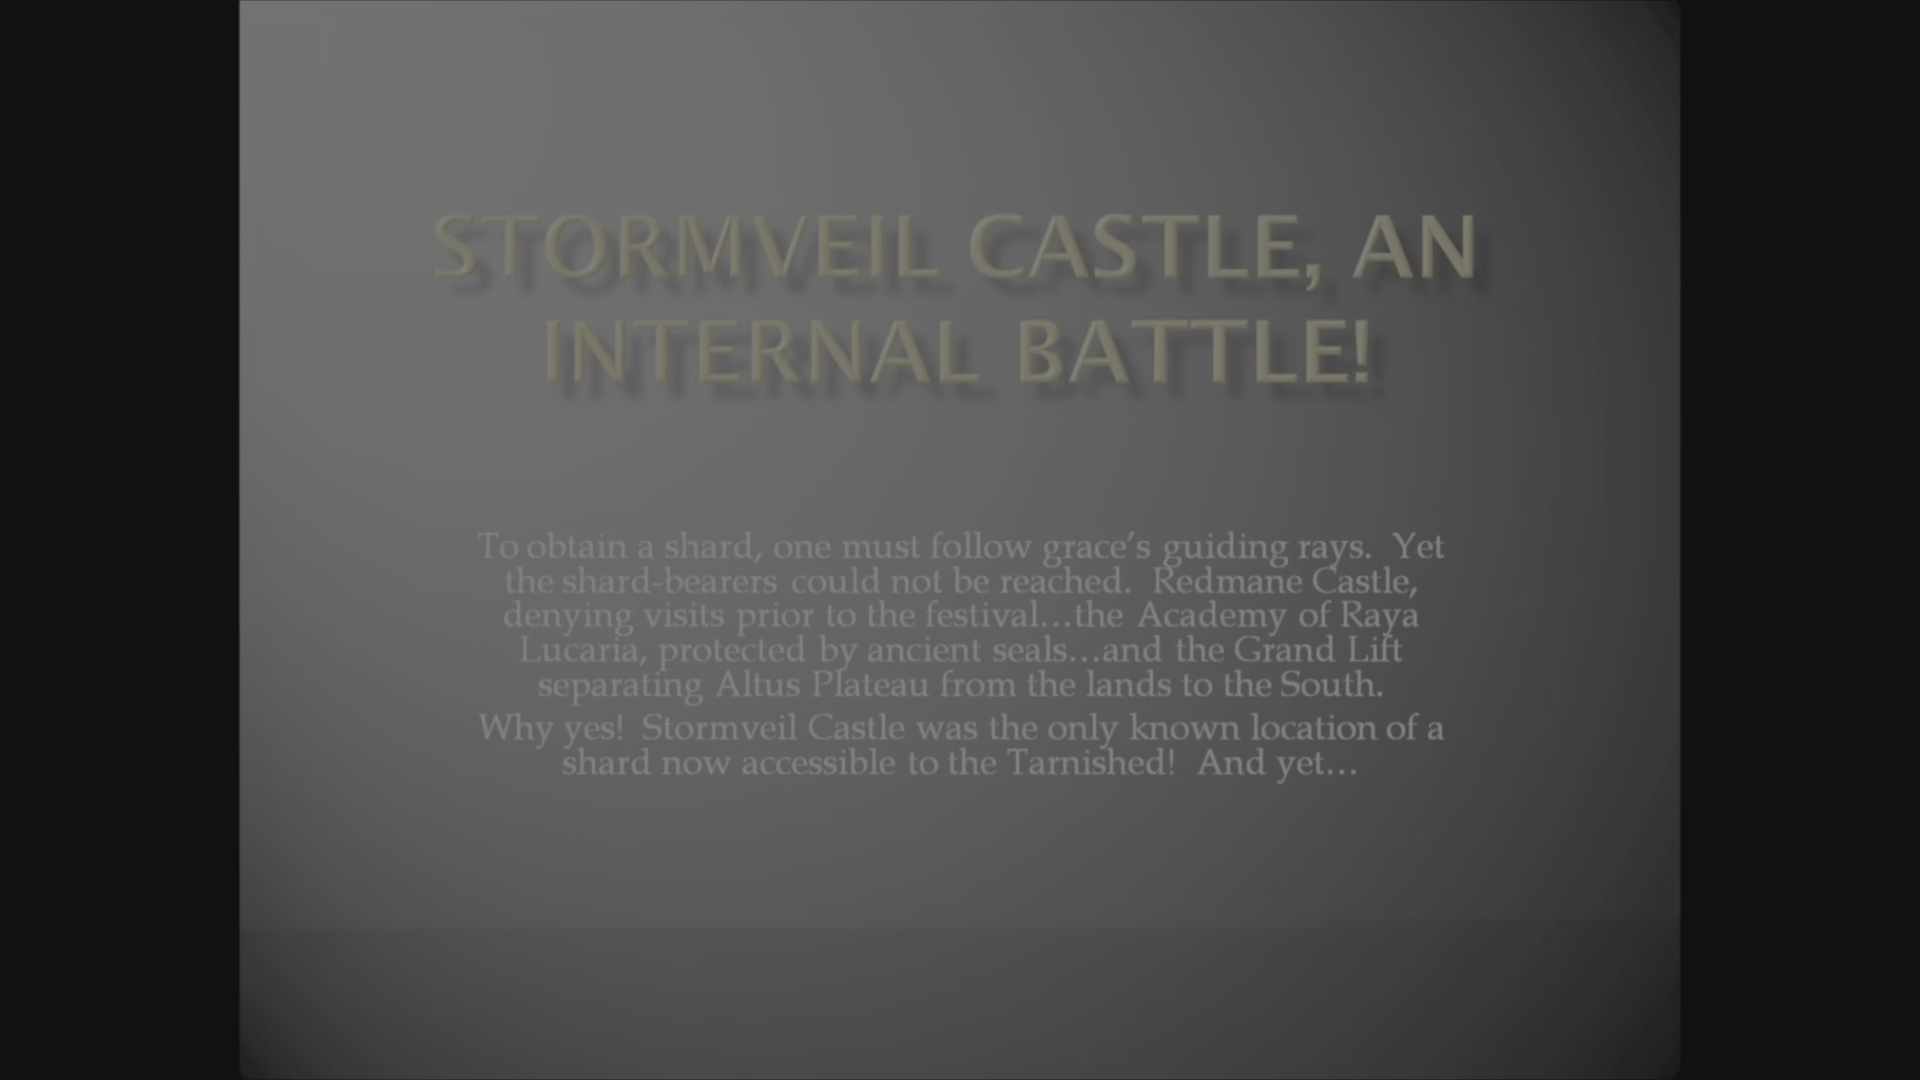 STORMVEIL CASTLE, AN
INTERNAL BATTLE!
To obtain a shard, one must follow grace’s guiding rays.  Yet
the shard-bearers could not be reached.  Redmane Castle,
denying visits prior to the festival…the Academy of Raya
Lucaria, protected by ancient seals…and the Grand Lift
separating Altus Plateau from the lands to the South.
Why yes!  Stormveil Castle was the only known location of a
shard now accessible to the Tarnished!  And yet…